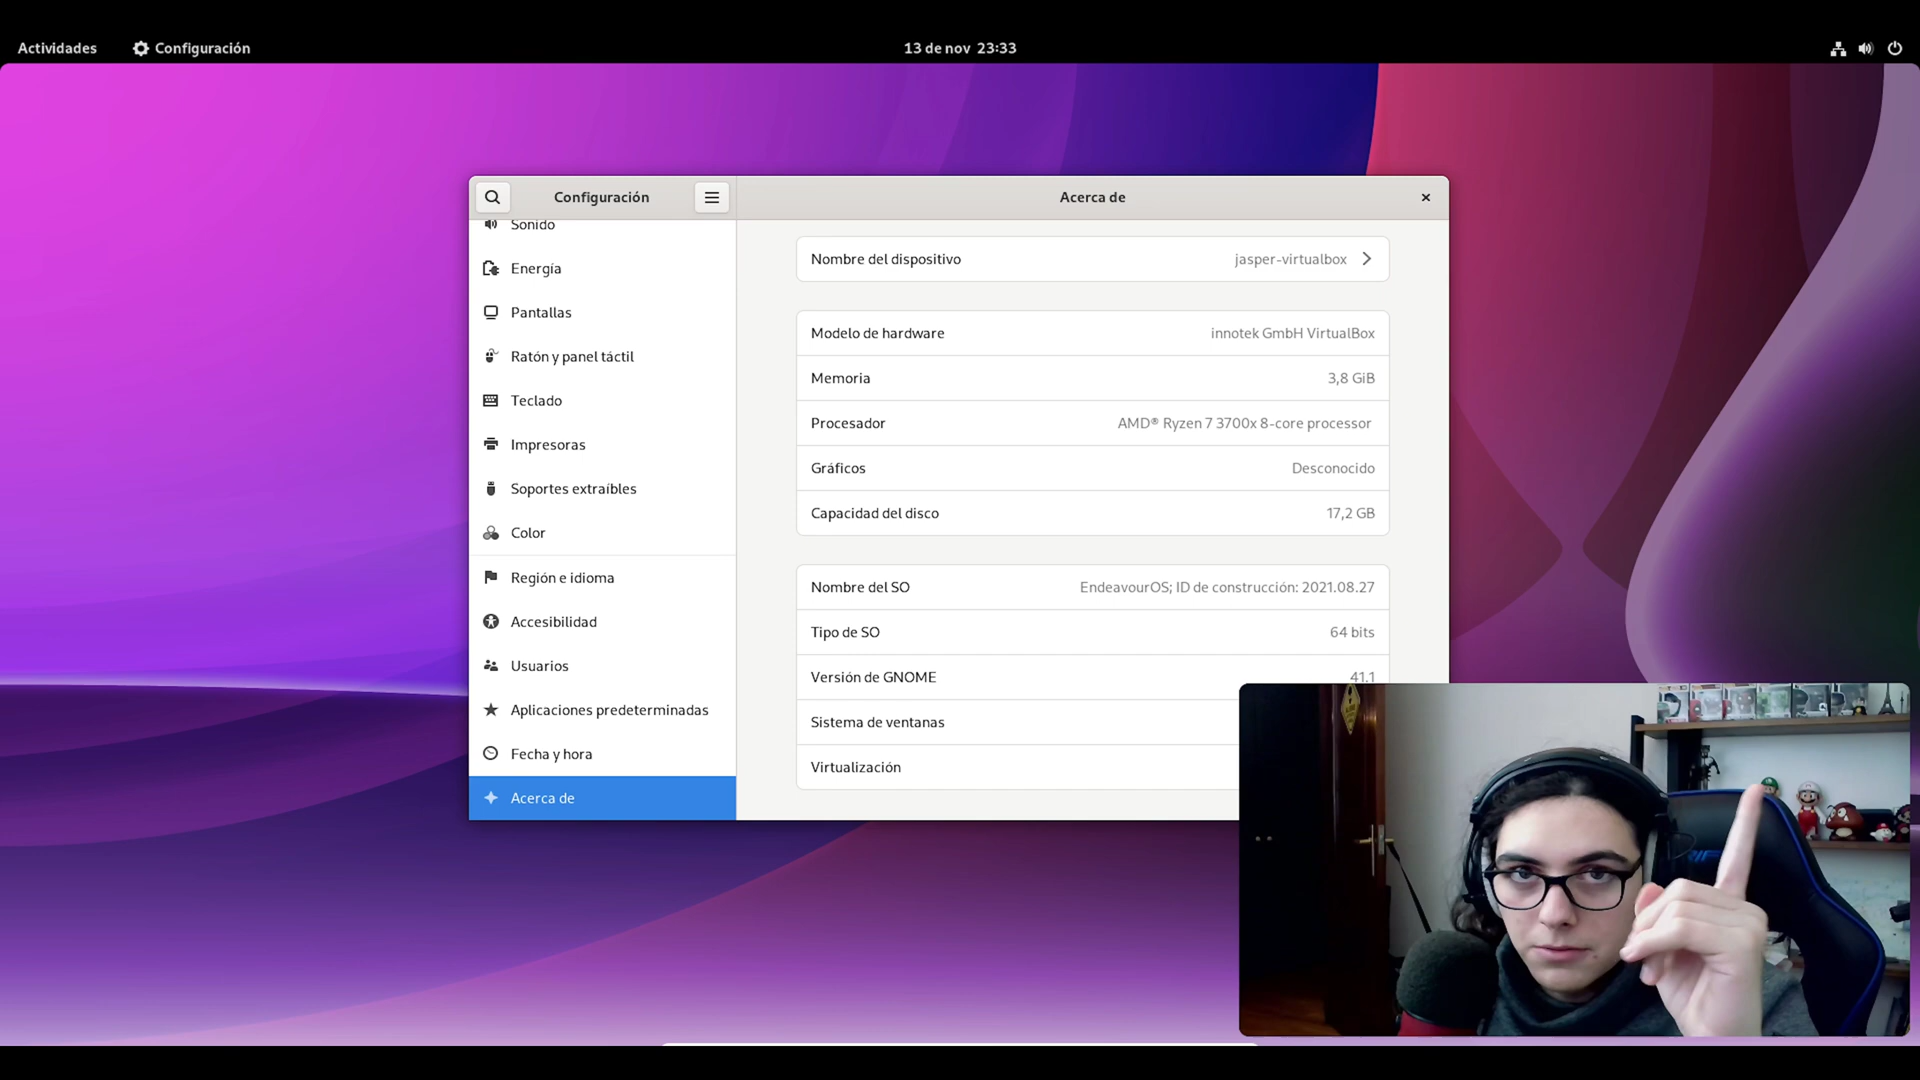 Actividades
Configuración
13 de nov 23:33
Configuración
Acerca de
Sonido
Energía
Pantallas
Ratón y panel táctil
Teclado
Impresoras
Soportes extraíbles
Color
Región e idioma
Accesibilidad
Usuarios
Aplicaciones predeterminadas
Fecha y hora
Acerca de
Nombre del dispositivo jasper-virtualbox
Modelo de hardware innotek GmbH VirtualBox
Memoria 3,8 GiB
Procesador AMD® Ryzen 7 3700x 8-core processor
Gráficos Desconocido
Capacidad del disco 17,2 GB
Nombre del SO EndeavourOS; ID de construcción: 2021.08.27
Tipo de SO 64 bits
Versión de GNOME 41.1
Sistema de ventanas
Virtualización